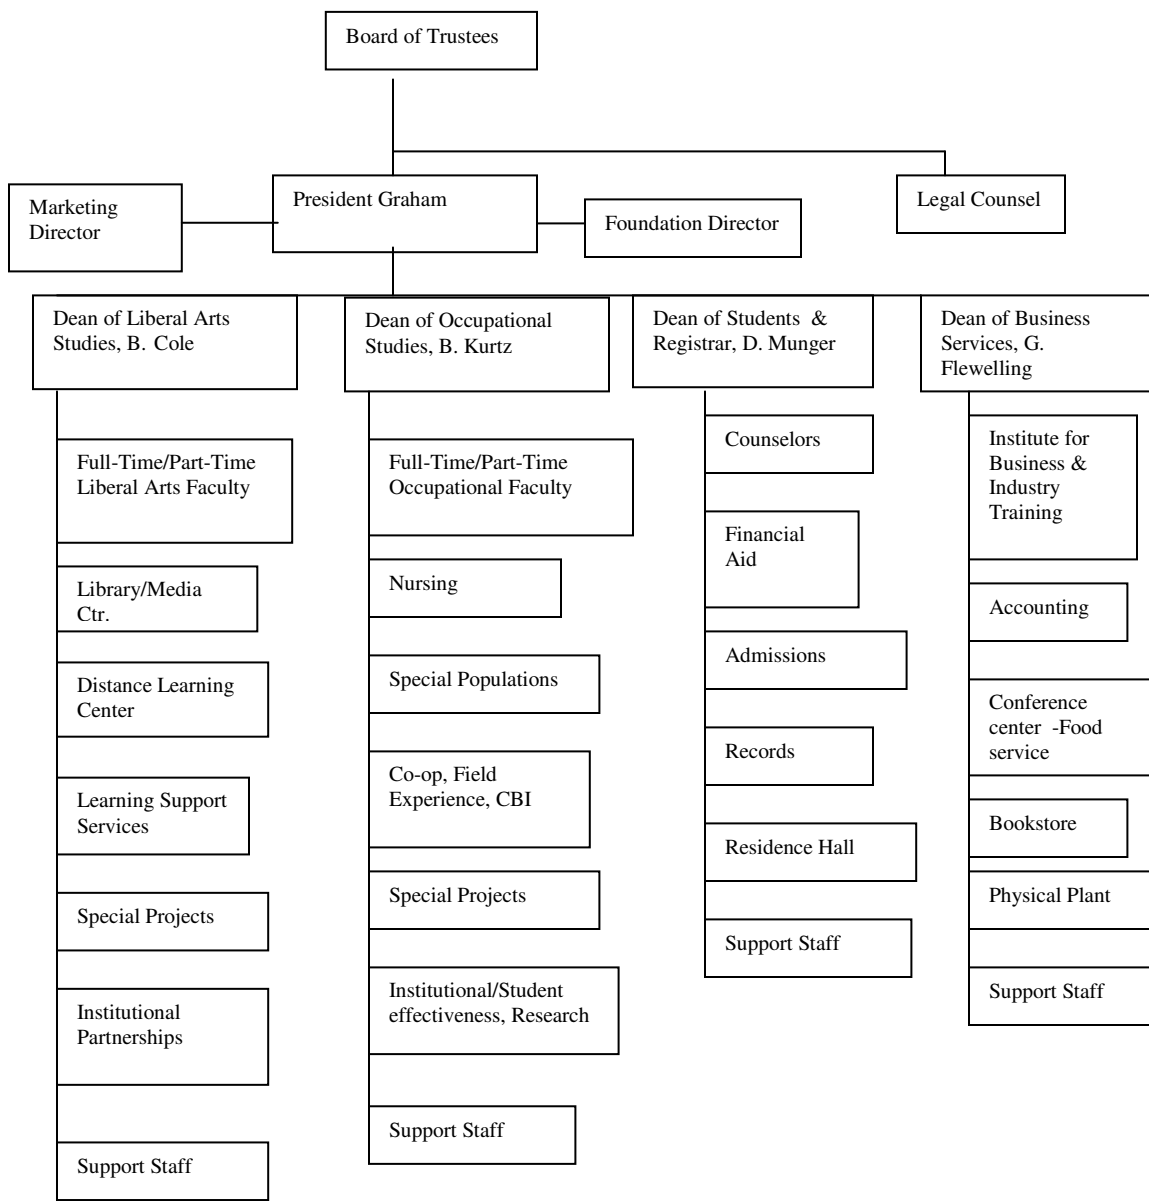 Board of Trustees
President Graham
Legal Counsel
Marketing
Director
Foundation Director
Dean of Liberal Arts
Studies, B. Cole
Full-Time/Part-Time
Liberal Arts Faculty
Library/Media
Ctr.
Distance Learning
Center
Learning Support
Services
Special Projects
Institutional
Partnerships
Support Staff
Dean of Occupational
Studies, B. Kurtz
Full-Time/Part-Time
Occupational Faculty
Nursing
Special Populations
Co-op, Field
Experience, CBI
Special Projects
Institutional/Student
effectiveness, Research
Support Staff
Dean of Students &
Registrar, D. Munger
Counselors
Financial
Aid
Admissions
Records
Residence Hall
Support Staff
Dean of Business
Services, G.
Flewelling
Institute for
Business &
Industry
Training
Accounting
Conference
center -Food
service
Bookstore
Physical Plant
Support Staff